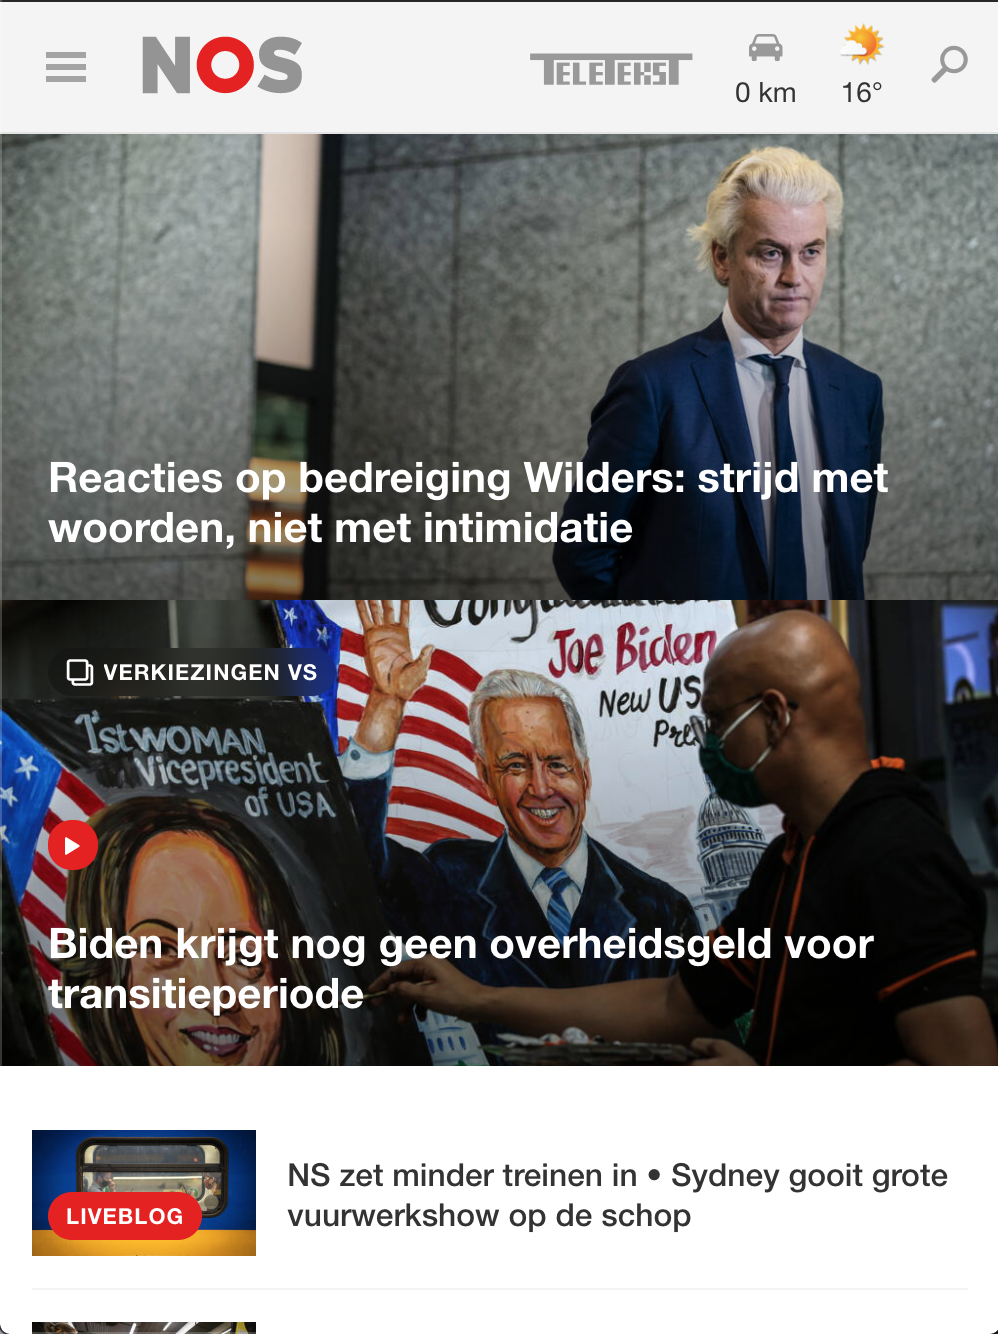 NOS
TELETEKST
0 km
16°
Reacties op bedreiging Wilders: strijd met
woorden, niet met intimidatie
Joe Biden
New US
VERKIEZINGEN VS
1st WOMAN
Vicepresident
of USA
Biden krijgt nog geen overheidsgeld voor
transitieperiode
LIVEBLOG
NS zet minder treinen in • Sydney gooit grote
vuurwerkshow op de schop